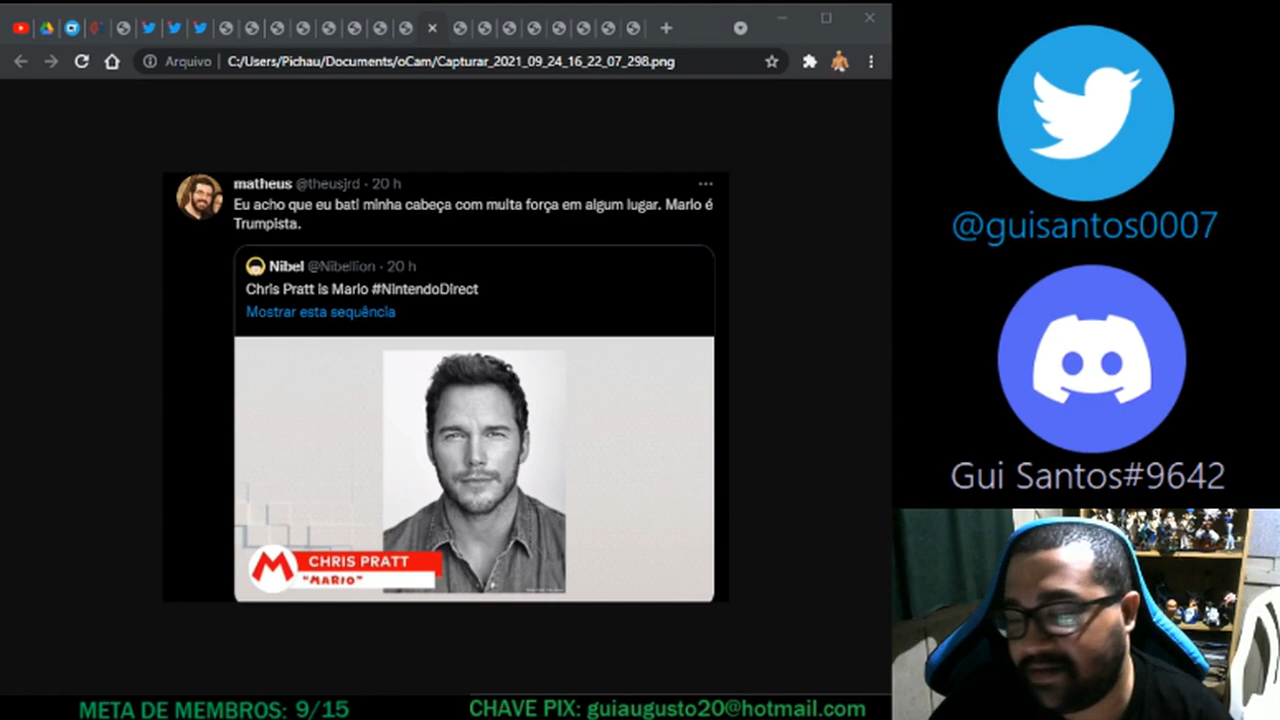 Arquivo
C:/Users/Pichau/Documents/oCam/Capturar_2021_09_24_16_22_07_298.png
matheus @theusjrd · 20 h
Eu acho que eu bati minha cabeça com muita força em algum lugar. Mario é
Trumpista.
Nibel @Nibellion · 20 h
Chris Pratt is Mario #NintendoDirect
Mostrar esta sequência
M
CHRIS PRATT
"MARIO"
@guisantos0007
Gui Santos#9642
META DE MEMBROS: 9/15
CHAVE PIX: guiaugusto20@hotmail.com